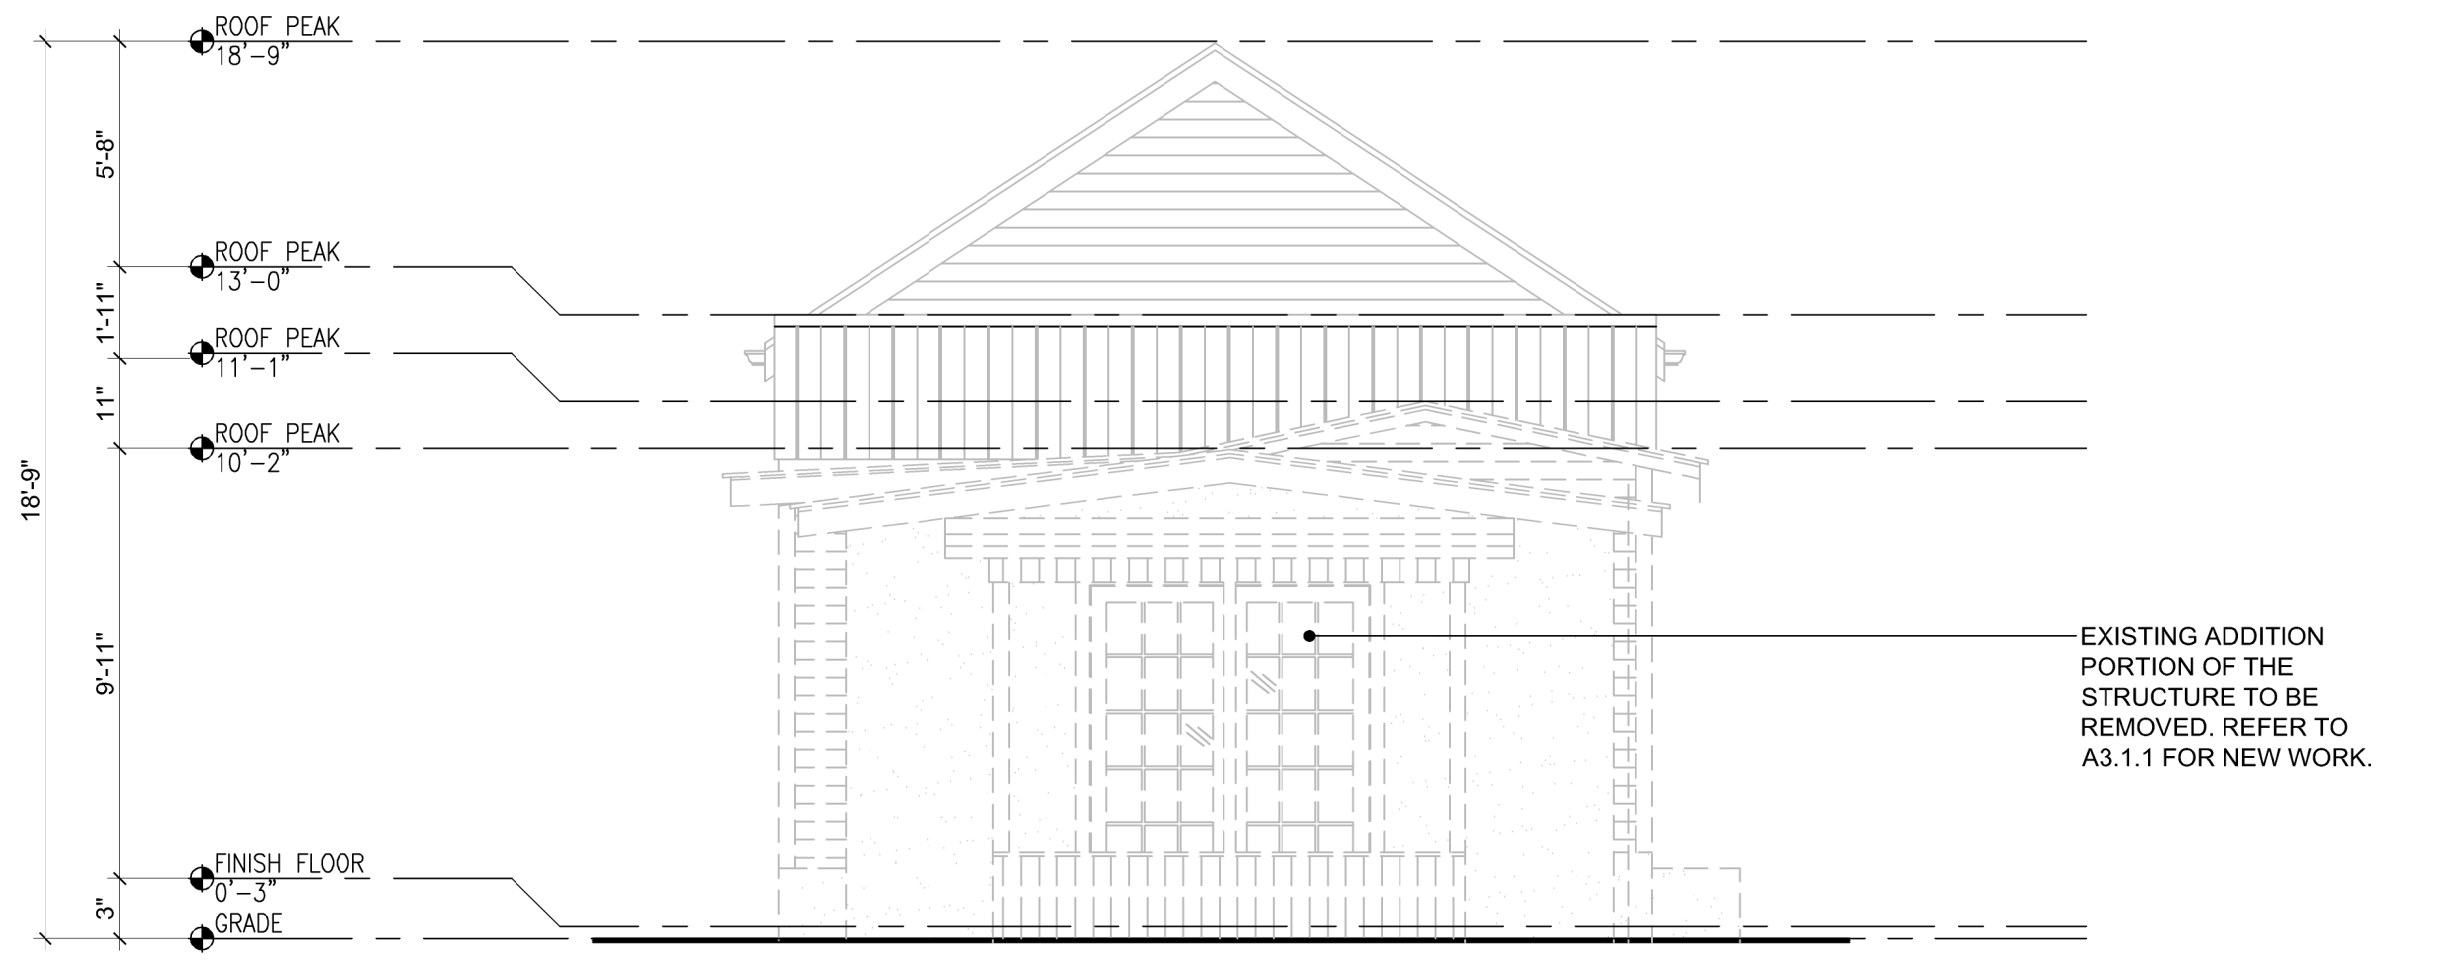 ROOF PEAK
18'-9"
5'-8"
ROOF PEAK
13'-0"
1'-11"
ROOF PEAK
11'-1"
11"
ROOF PEAK
10'-2"
18'-9"
9'-11"
EXISTING ADDITION
PORTION OF THE
STRUCTURE TO BE
REMOVED. REFER TO
A3.1.1 FOR NEW WORK.
FINISH FLOOR
0'-3"
3"
GRADE